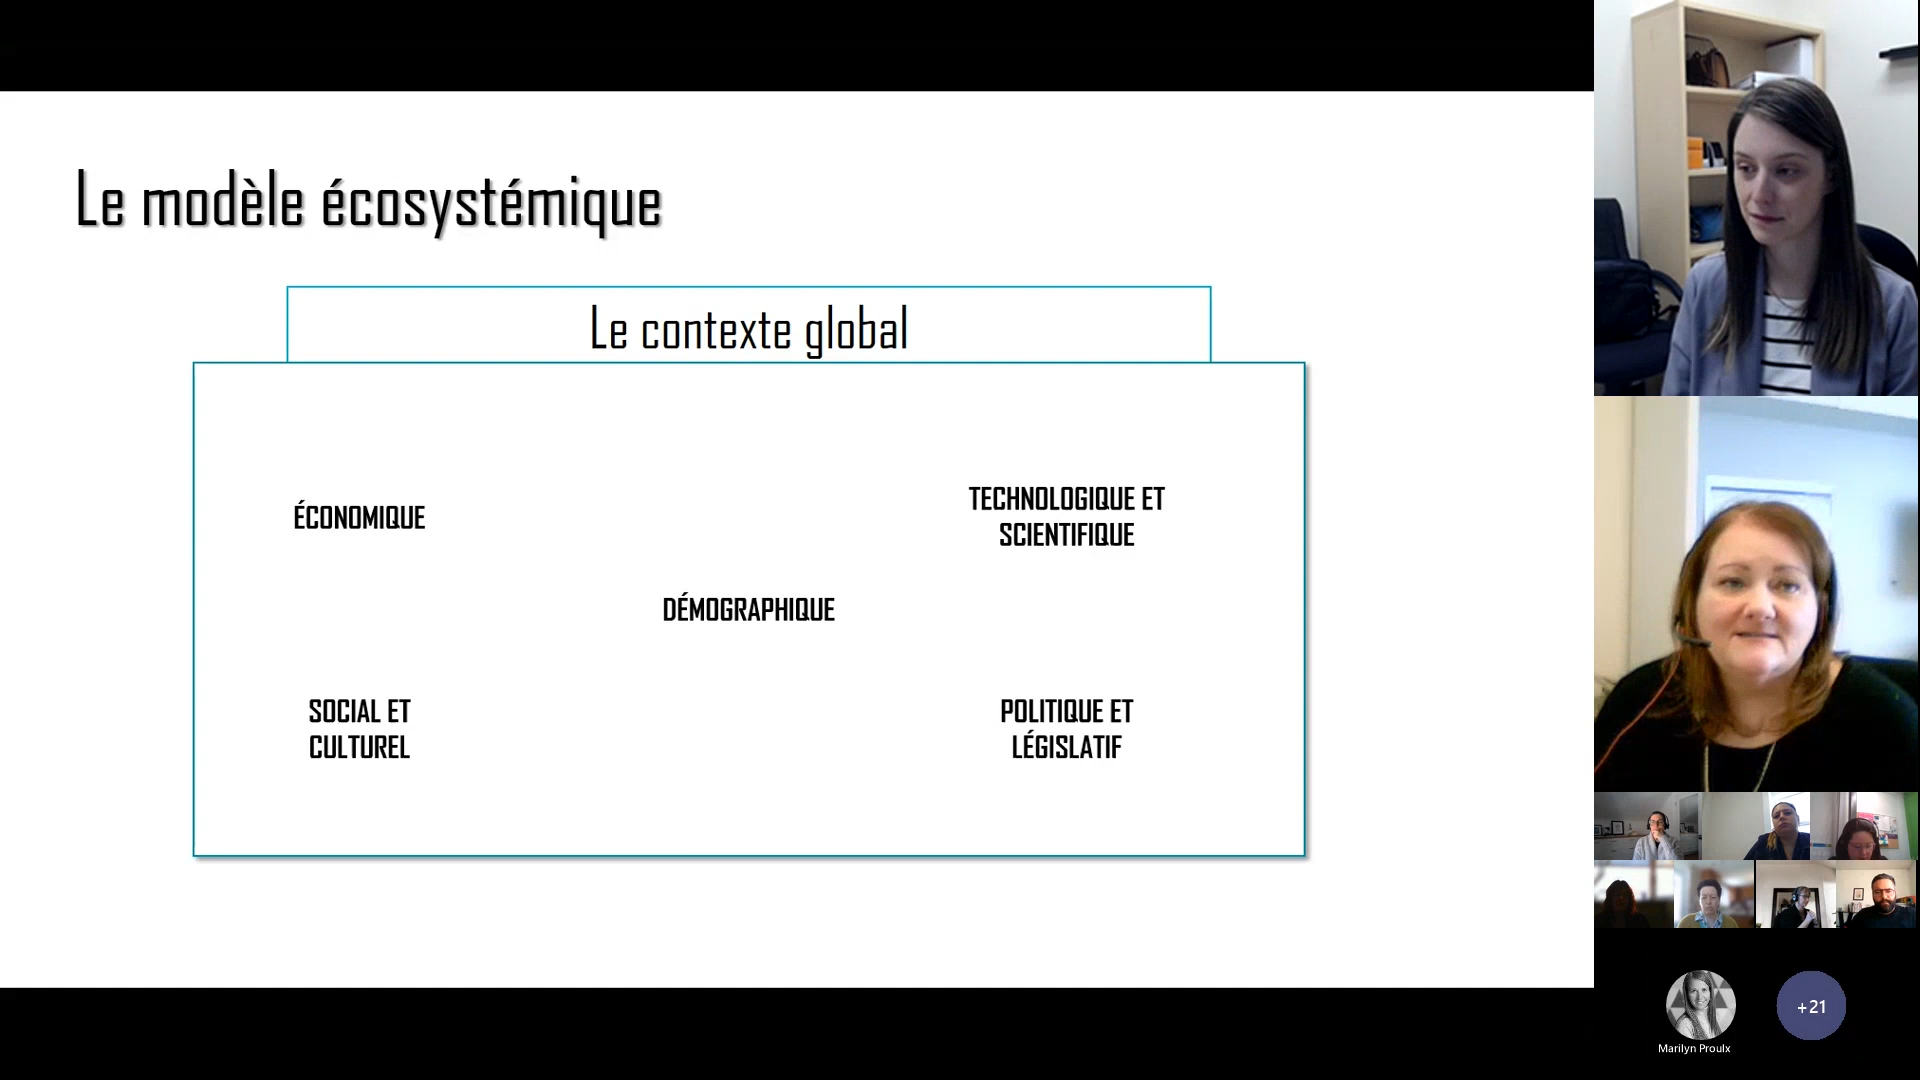 Le modèle écosystémique
Le contexte global
ÉCONOMIQUE
TECHNOLOGIQUE ET
SCIENTIFIQUE
DÉMOGRAPHIQUE
SOCIAL ET
CULTUREL
POLITIQUE ET
LÉGISLATIF
+21
Marilyn Proulx